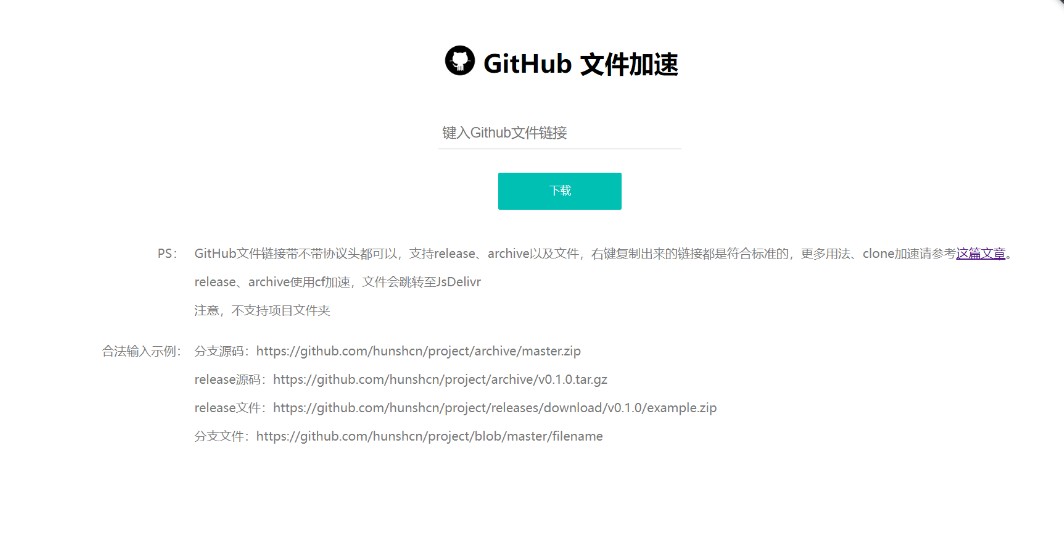 GitHub 文件加速
键入Github文件链接
下载
PS： GitHub文件链接带不带协议头都可以，支持release、archive以及文件，右键复制出来的链接都是符合标准的，更多用法、clone加速请参考这篇文章。
release、archive使用cf加速，文件会跳转至JsDelivr
注意，不支持项目文件夹
合法输入示例： 分支源码：https://github.com/hunshcn/project/archive/master.zip
release源码：https://github.com/hunshcn/project/archive/v0.1.0.tar.gz
release文件：https://github.com/hunshcn/project/releases/download/v0.1.0/example.zip
分支文件：https://github.com/hunshcn/project/blob/master/filename